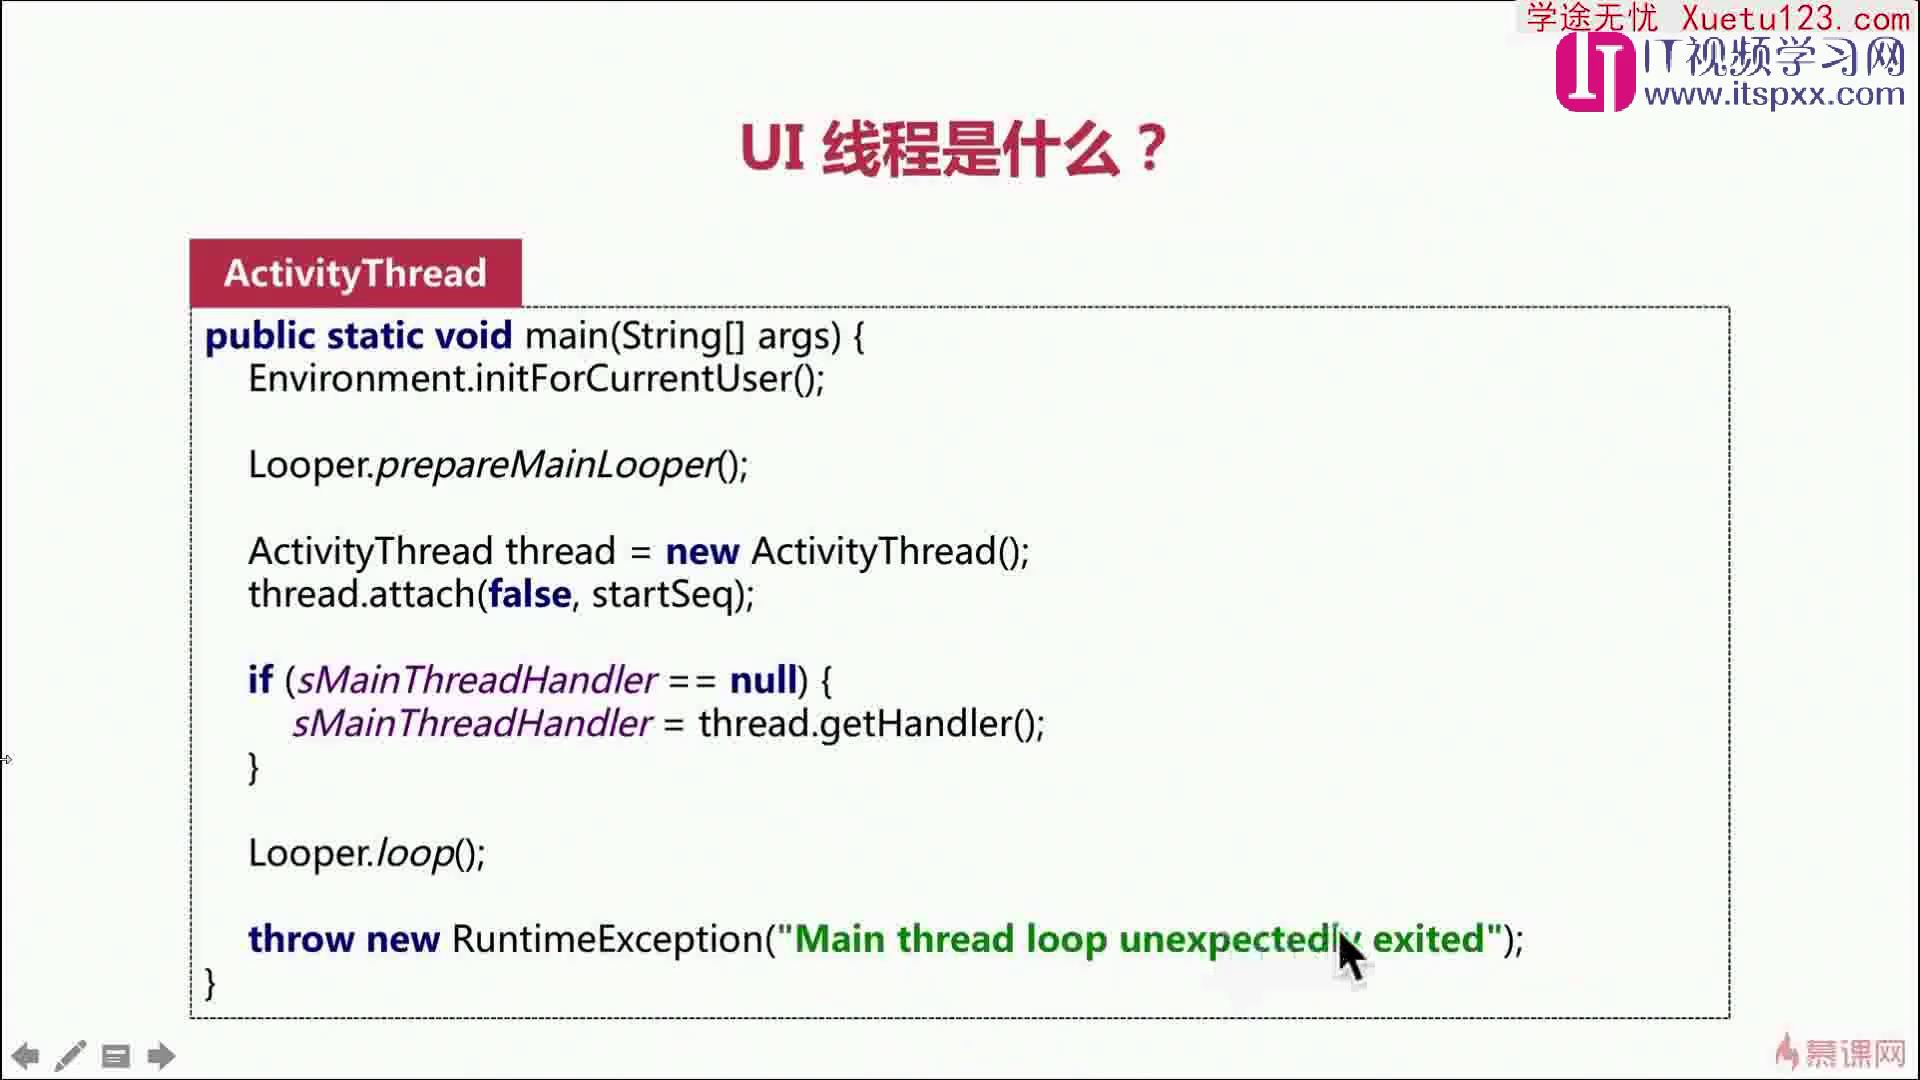 学途无忧 Xuetu123.com
IT视频学习网
www.itspxx.com
UI 线程是什么？
ActivityThread
public static void main(String[] args) {
Environment.initForCurrentUser();
Looper.prepareMainLooper();
ActivityThread thread = new ActivityThread();
thread.attach(false, startSeq);
if (sMainThreadHandler == null) {
sMainThreadHandler = thread.getHandler();
}
Looper.loop();
throw new RuntimeException("Main thread loop unexpectedly exited");
}
慕课网